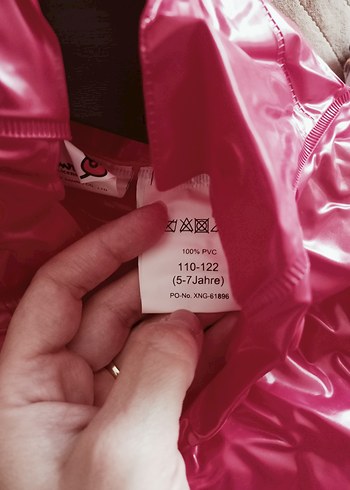 100% PVC
110-122
(5-7Jahre)
PO-No. XNG-61896